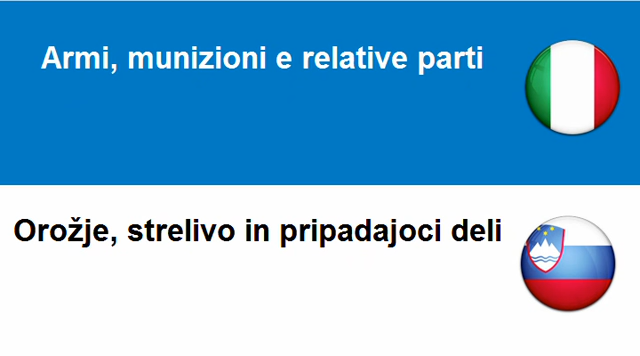 Armi, munizioni e relative parti
Orožje, strelivo in pripadajoci deli